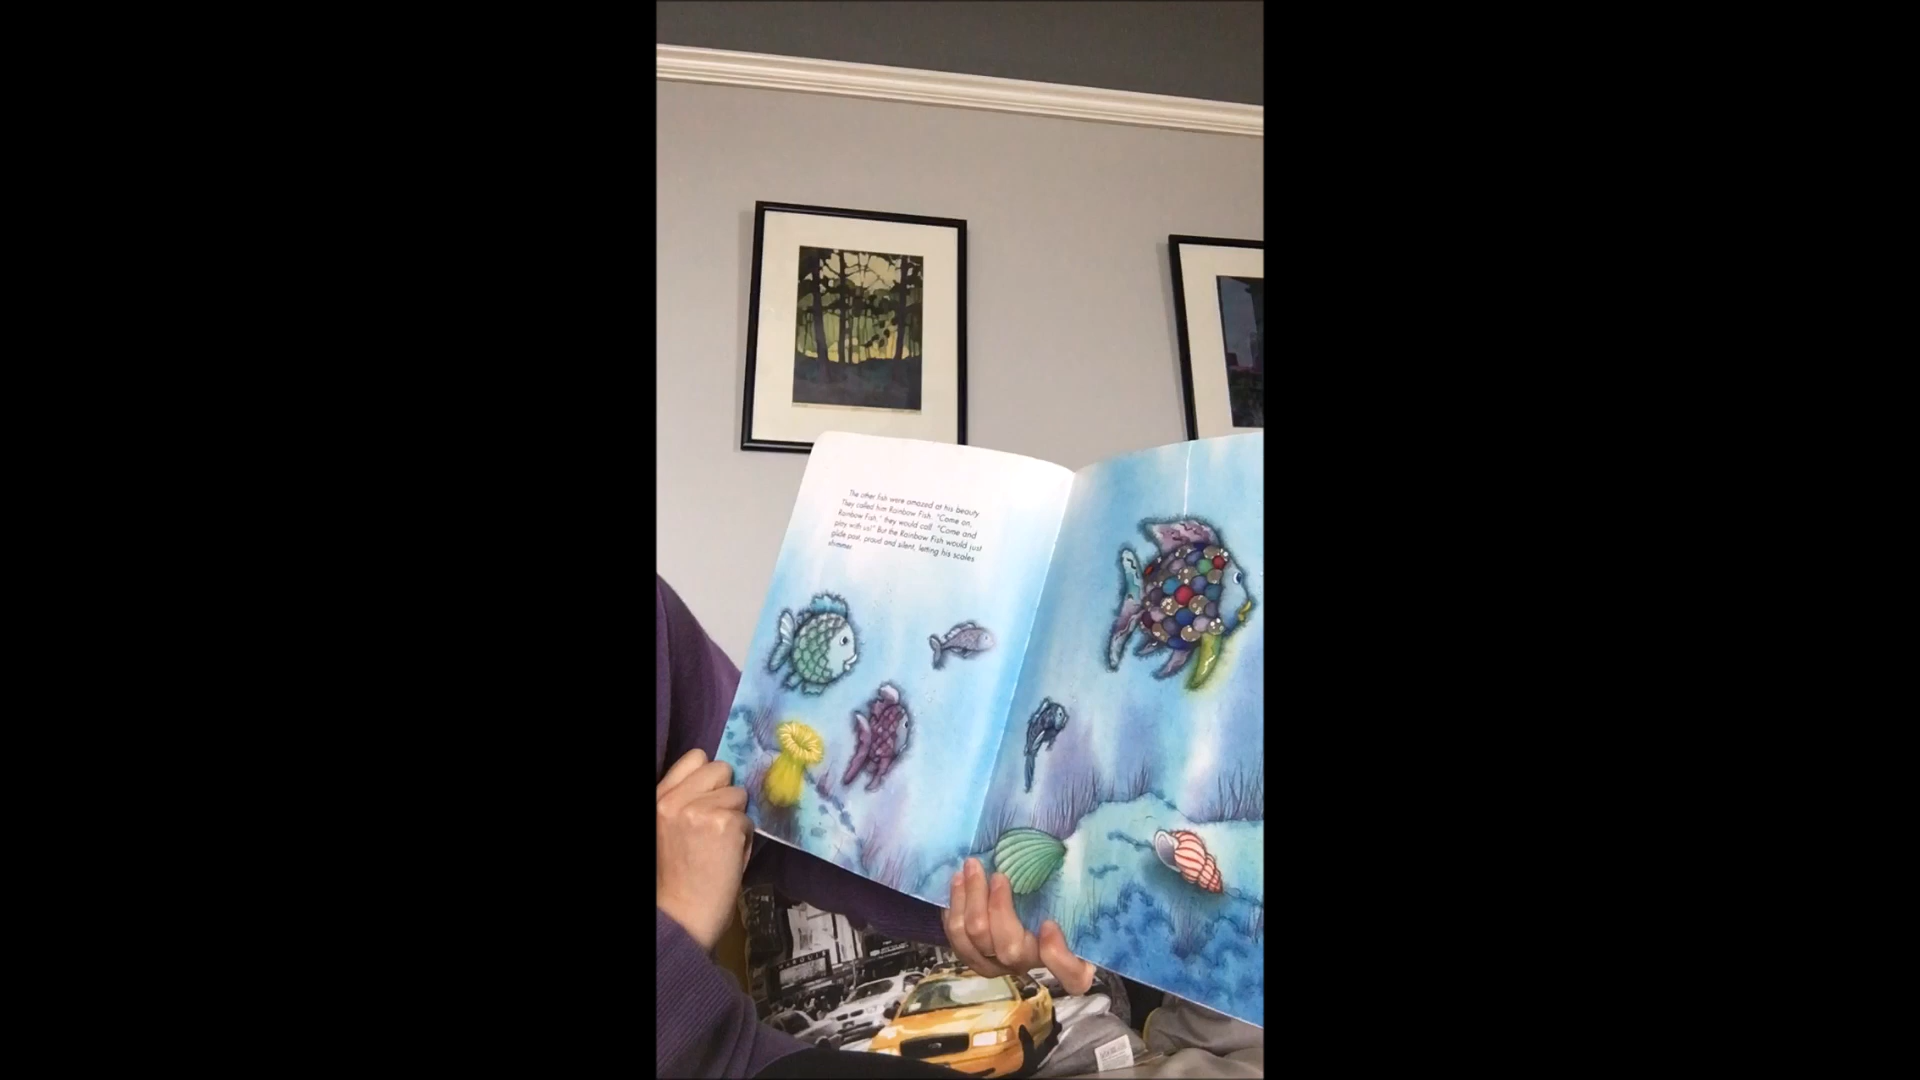 The other fish were amazed at his beauty
They called him Rainbow Fish. "Come on,
Rainbow Fish," they would call. "Come and
play with us!" But the Rainbow Fish would just
glide past, proud and silent, letting his scales
shimmer.
MARQUIS